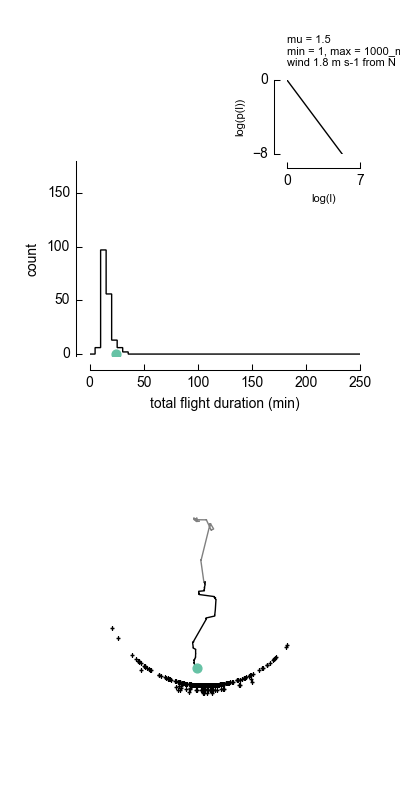 mu = 1.5
min = 1, max = 1000_m
wind 1.8 m s-1 from N
0
log(p(l))
−8
0 7
log(l)
150
100
count
50
0
0 50 100 150 200 250
total flight duration (min)